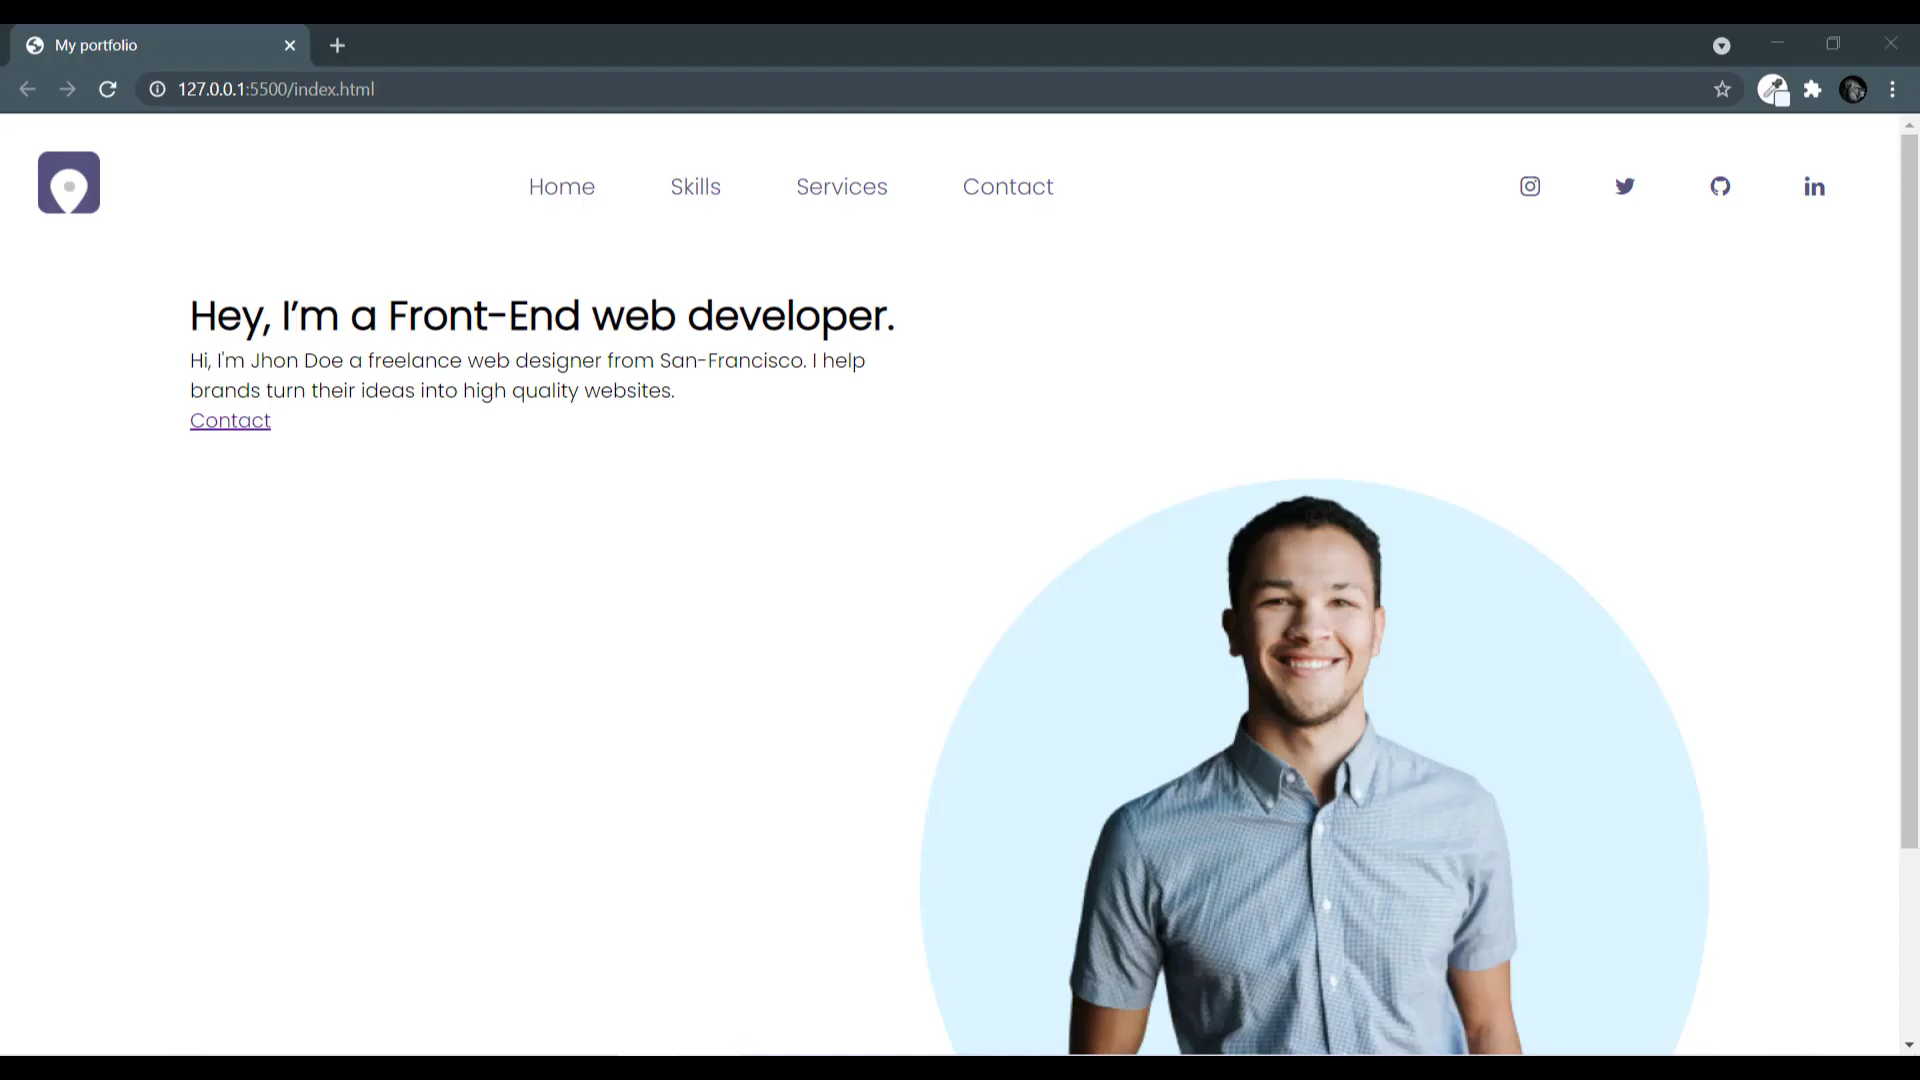 My portfolio
127.0.0.1:5500/index.html
Home
Skills
Services
Contact
Hey, I’m a Front-End web developer.
Hi, I'm Jhon Doe a freelance web designer from San-Francisco. I help
brands turn their ideas into high quality websites.
Contact